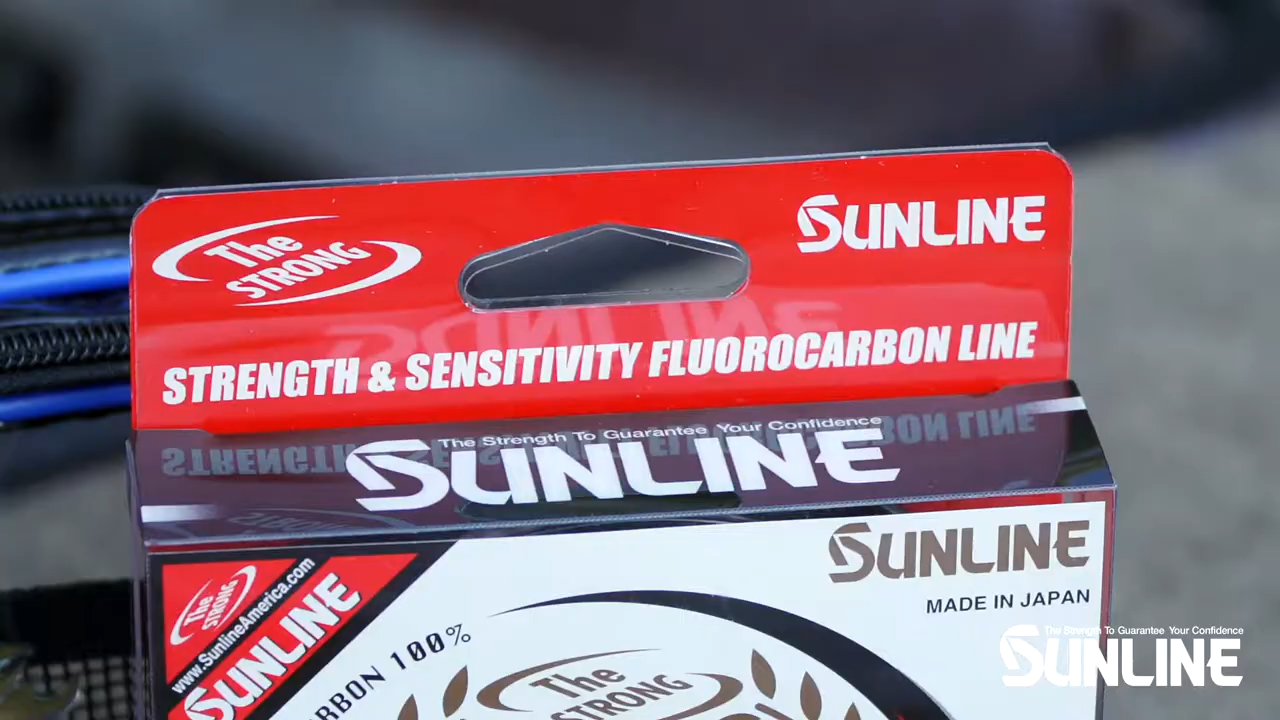 The
STRONG
SUNLINE
STRENGTH & SENSITIVITY FLUOROCARBON LINE
The Strength To Guarantee Your Confidence
SUNLINE
SUNLINE
MADE IN JAPAN
The
STRONG
www.SunlineAmerica.com
SUNLINE
100%
The
STRONG
The Strength To Guarantee Your Confidence
SUNLINE